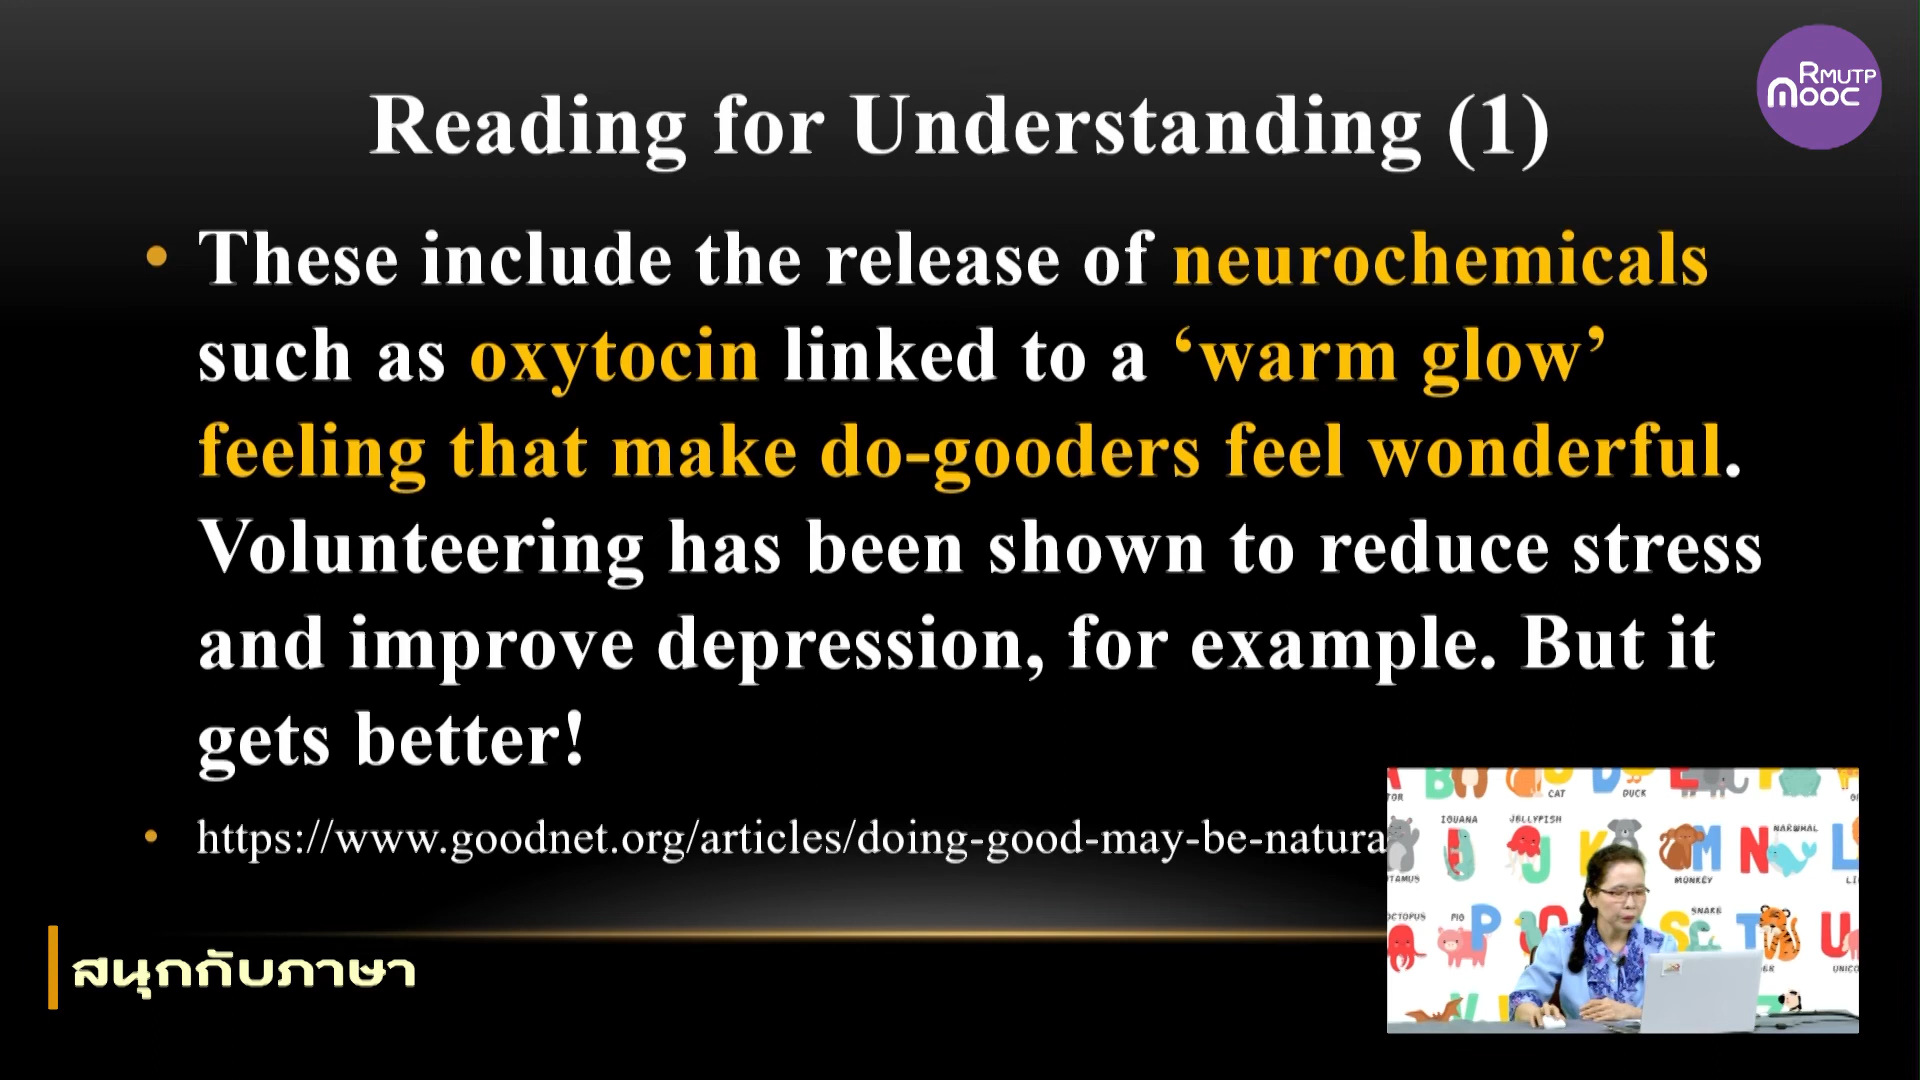 RMUTP
MOOC
Reading for Understanding (1)
• These include the release of neurochemicals
such as oxytocin linked to a ‘warm glow’
feeling that make do-gooders feel wonderful.
Volunteering has been shown to reduce stress
and improve depression, for example. But it
gets better!
• https://www.goodnet.org/articles/doing-good-may-be-natura
CAT DUCK
IGUANA JELLYFISH NARWHAL
MONKEY
OCTOPUS PIG SNAKE
สนุกกับภาษา